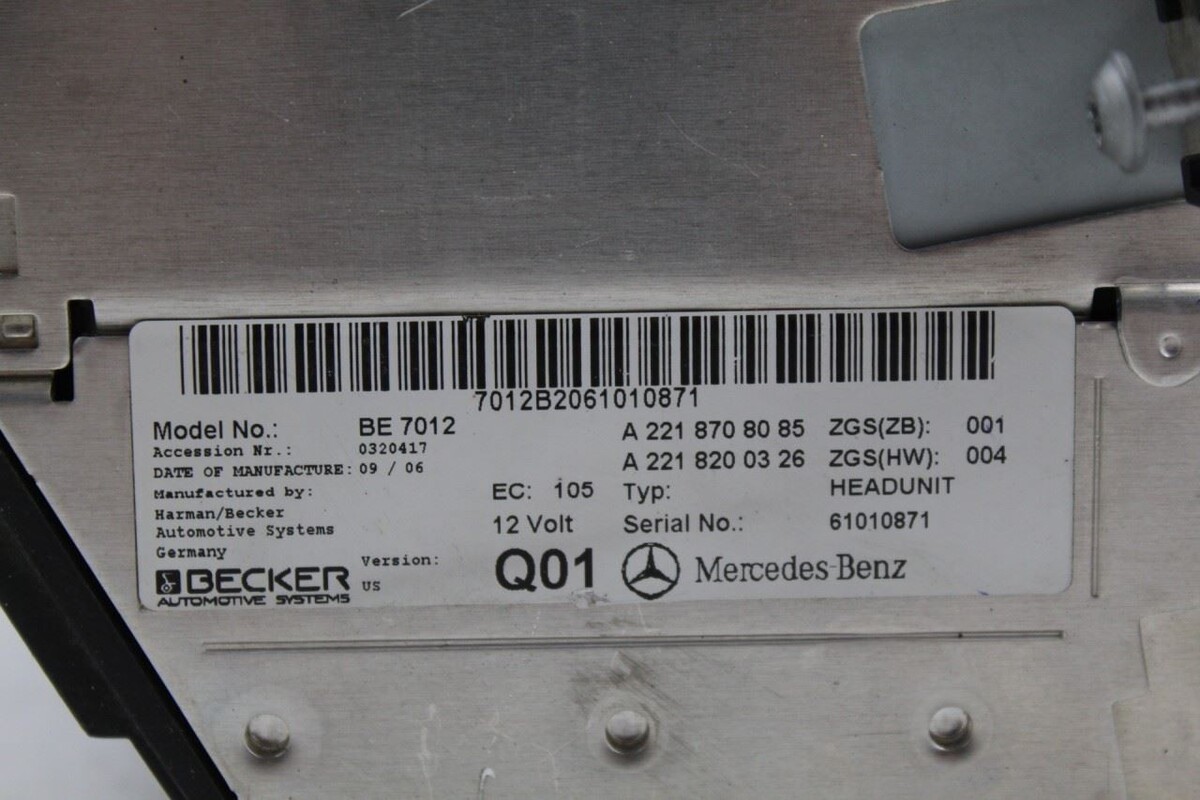 7012B2061010871
Model No.: BE 7012 A 221 870 80 85 ZGS(ZB): 001
Accession Nr.: 0320417
A 221 820 03 26 ZGS(HW): 004
DATE OF MANUFACTURE: 09 / 06
Manufactured by: EC: 105 Typ: HEADUNIT
Harman/Becker
Automotive Systems 12 Volt Serial No.: 61010871
Germany
Version: Q01 Mercedes-Benz
BECKER US
AUTOMOTIVE SYSTEMS